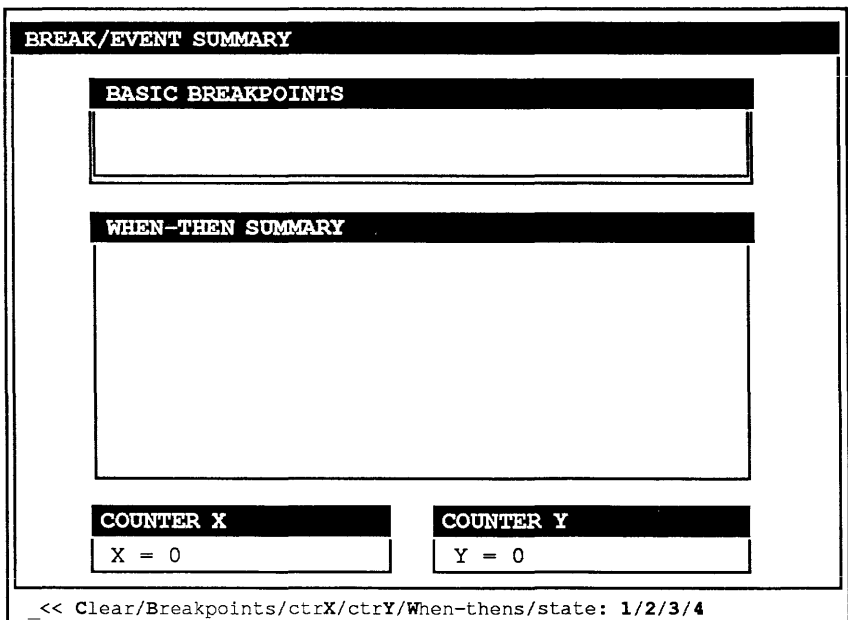 BREAK/EVENT SUMMARY
BASIC BREAKPOINTS
WHEN-THEN SUMMARY
COUNTER X
X = 0
COUNTER Y
Y = 0
_<< Clear/Breakpoints/ctrX/ctrY/When-thens/state: 1/2/3/4